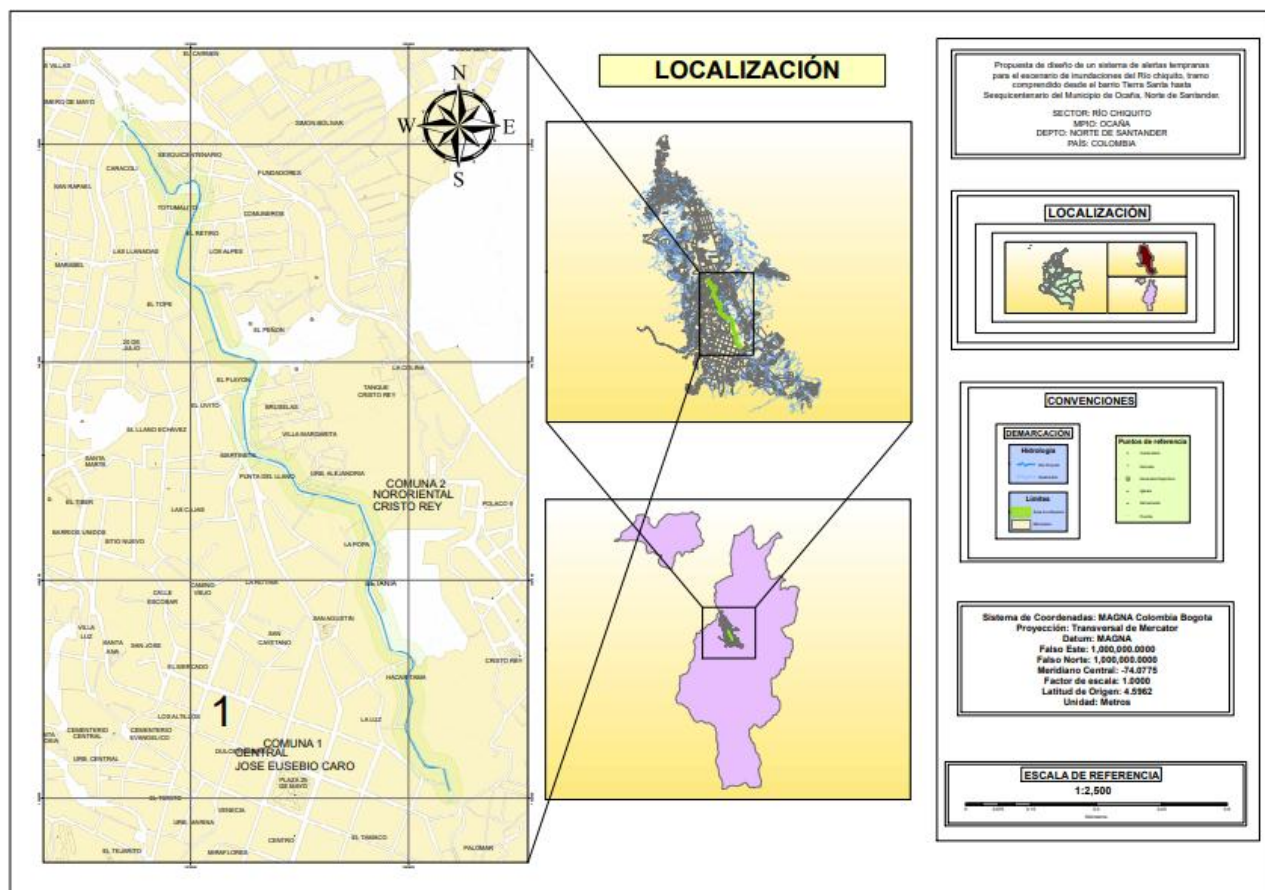 EL CARMEN
SIMON BOLIVAR
SESQUICENTENARIO
CARACOLI
FUNDADORES
SAN RAFAEL
TOTUMALITO
COMUNEROS
EL RETIRO
LAS LLANADAS
LOS ALPES
MARABEL
EL TOPE
EL PEÑON
20 DE
JULIO
LA COLINA
EL PLAYON
TANQUE
CRISTO REY
EL UVITO
BRUSELAS
EL LLANO ECHAVEZ
VILLA MARGARITA
MARTINETE
SANTA
MARTA
PUNTA DEL LLANO
URB. ALEJANDRIA
COMUNA 2
NORORIENTAL
CRISTO REY
EL TIBER
LAS CAJAS
POLACO II
BARRIOS UNIDOS
SITIO NUEVO
LA POPA
BETANIA
CALLE
ESCOBAR
CAMINO
VIEJO
VILLA
LUZ
SANTA
ANA
SAN JOSE
SAN
CAYETANO
SAN AGUSTIN
EL MERCADO
CRISTO REY
HACARITAMA
1
LOS ALTILLOS
LA LUZ
CEMENTERIO
CENTRAL
CEMENTERIO
EVANGELICO
COMUNA 1
CENTRAL
JOSE EUSEBIO CARO
URB. CENTRAL
PLAZA 29
DE MAYO
VENECIA
CENTRO
EL TAMACO
EL TEJARITO
MIRAFLORES
PALOMAR
N
W
E
S
LOCALIZACIÓN
Propuesta de diseño de un sistema de alertas tempranas
para el escenario de inundaciones del Río chiquito, tramo
comprendido desde el barrio Tierra Santa hasta
Sesquicentenario del Municipio de Ocaña, Norte de Santander.
SECTOR: RÍO CHIQUITO
MPIO: OCAÑA
DEPTO: NORTE DE SANTANDER
PAÍS: COLOMBIA
LOCALIZACIÓN
CONVENCIONES
DEMARCACIÓN
Hidrología
Límites
Puntos de referencia
Sistema de Coordenadas: MAGNA Colombia Bogota
Proyección: Transversal de Mercator
Datum: MAGNA
Falso Este: 1,000,000.0000
Falso Norte: 1,000,000.0000
Meridiano Central: -74.0775
Factor de escala: 1.0000
Latitud de Origen: 4.5962
Unidad: Metros
ESCALA DE REFERENCIA
1:2,500